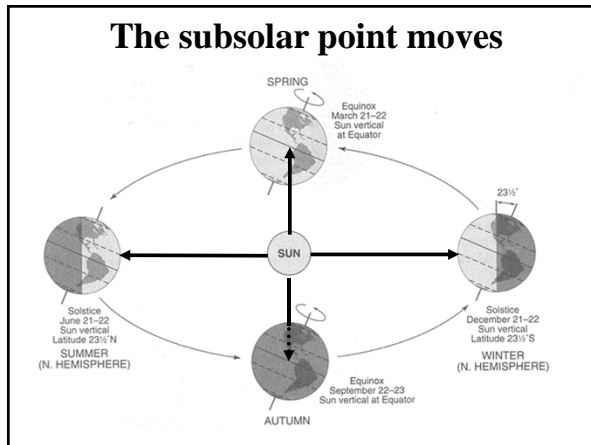 The subsolar point moves
SPRING
Equinox
March 21–22
Sun vertical
at Equator
23½°
SUN
Solstice
June 21–22
Sun vertical
Latitude 23½°N
SUMMER
(N. HEMISPHERE)
Solstice
December 21–22
Sun vertical
Latitude 23½°S
WINTER
(N. HEMISPHERE)
Equinox
September 22–23
Sun vertical at Equator
AUTUMN